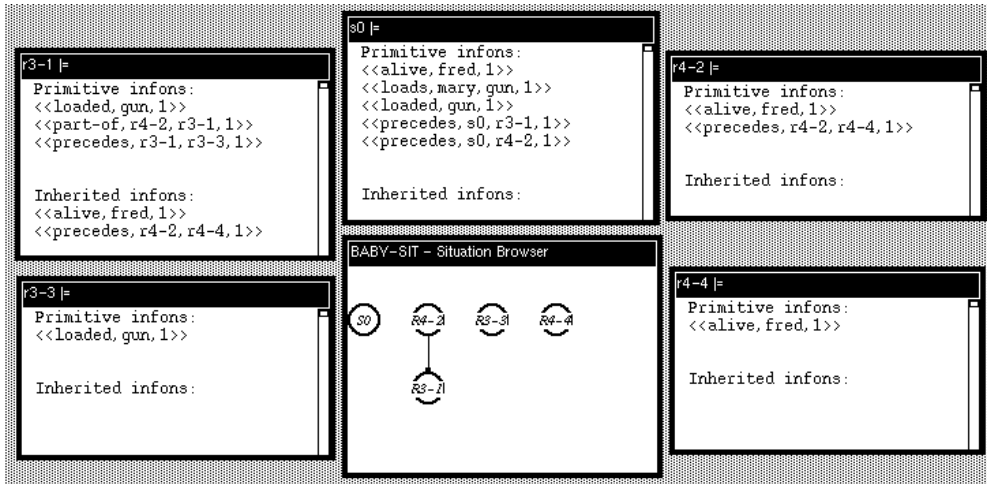 r3-1 |=
Primitive infons:
<<loaded, gun, 1>>
<<part-of, r4-2, r3-1, 1>>
<<precedes, r3-1, r3-3, 1>>
Inherited infons:
<<alive, fred, 1>>
<<precedes, r4-2, r4-4, 1>>
s0 |=
Primitive infons:
<<alive, fred, 1>>
<<loads, mary, gun, 1>>
<<loaded, gun, 1>>
<<precedes, s0, r3-1, 1>>
<<precedes, s0, r4-2, 1>>
Inherited infons:
r4-2 |=
Primitive infons:
<<alive, fred, 1>>
<<precedes, r4-2, r4-4, 1>>
Inherited infons:
r3-3 |=
Primitive infons:
<<loaded, gun, 1>>
Inherited infons:
BABY-SIT - Situation Browser
S0 R4-2 R3-3 R4-4
R3-1
r4-4 |=
Primitive infons:
<<alive, fred, 1>>
Inherited infons: